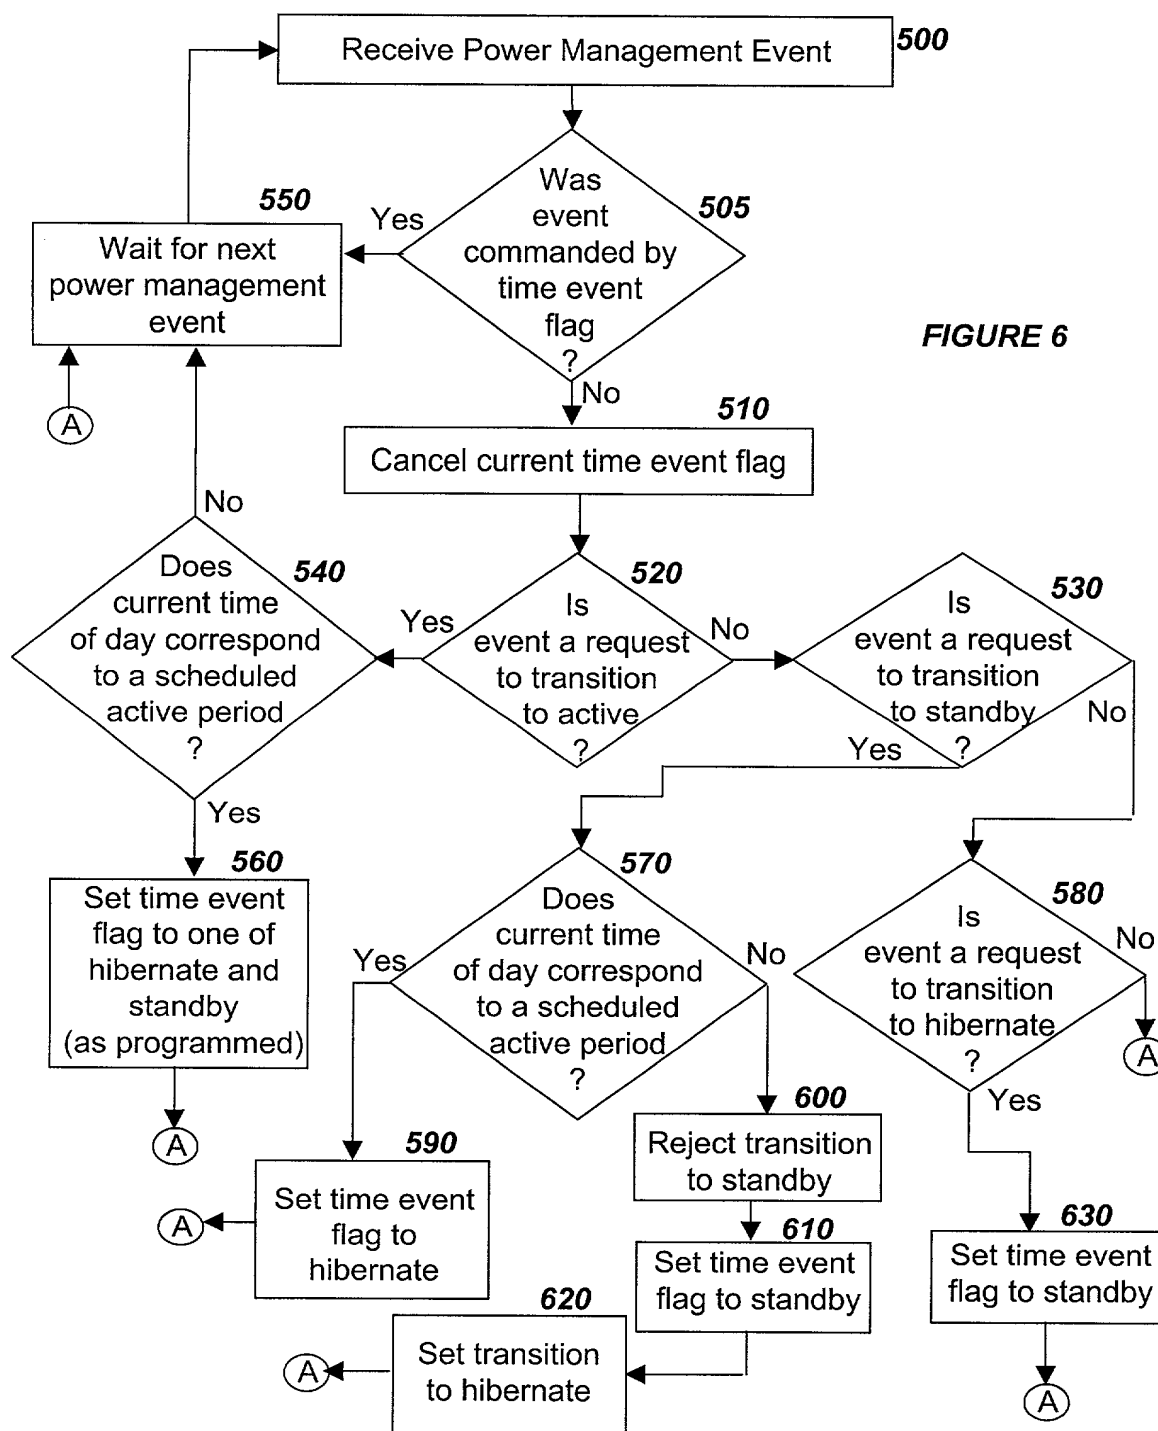 Receive Power Management Event
500
Was
event
commanded by
time event
flag
?
505
Yes
550
Wait for next
power management
event
FIGURE 6
A
No
510
Cancel current time event flag
No
Does
current time
of day correspond
to a scheduled
active period
?
540
Yes
520
Is
event a request
to transition
to active
?
No
530
Is
event a request
to transition
to standby
?
Yes
No
Yes
560
Set time event
flag to one of
hibernate and
standby
(as programmed)
A
570
Does
current time
of day correspond
to a scheduled
active period
?
Yes
No
580
Is
event a request
to transition
to hibernate
?
No
A
Yes
590
Set time event
flag to
hibernate
A
600
Reject transition
to standby
610
Set time event
flag to standby
620
Set transition
to hibernate
A
630
Set time event
flag to standby
A